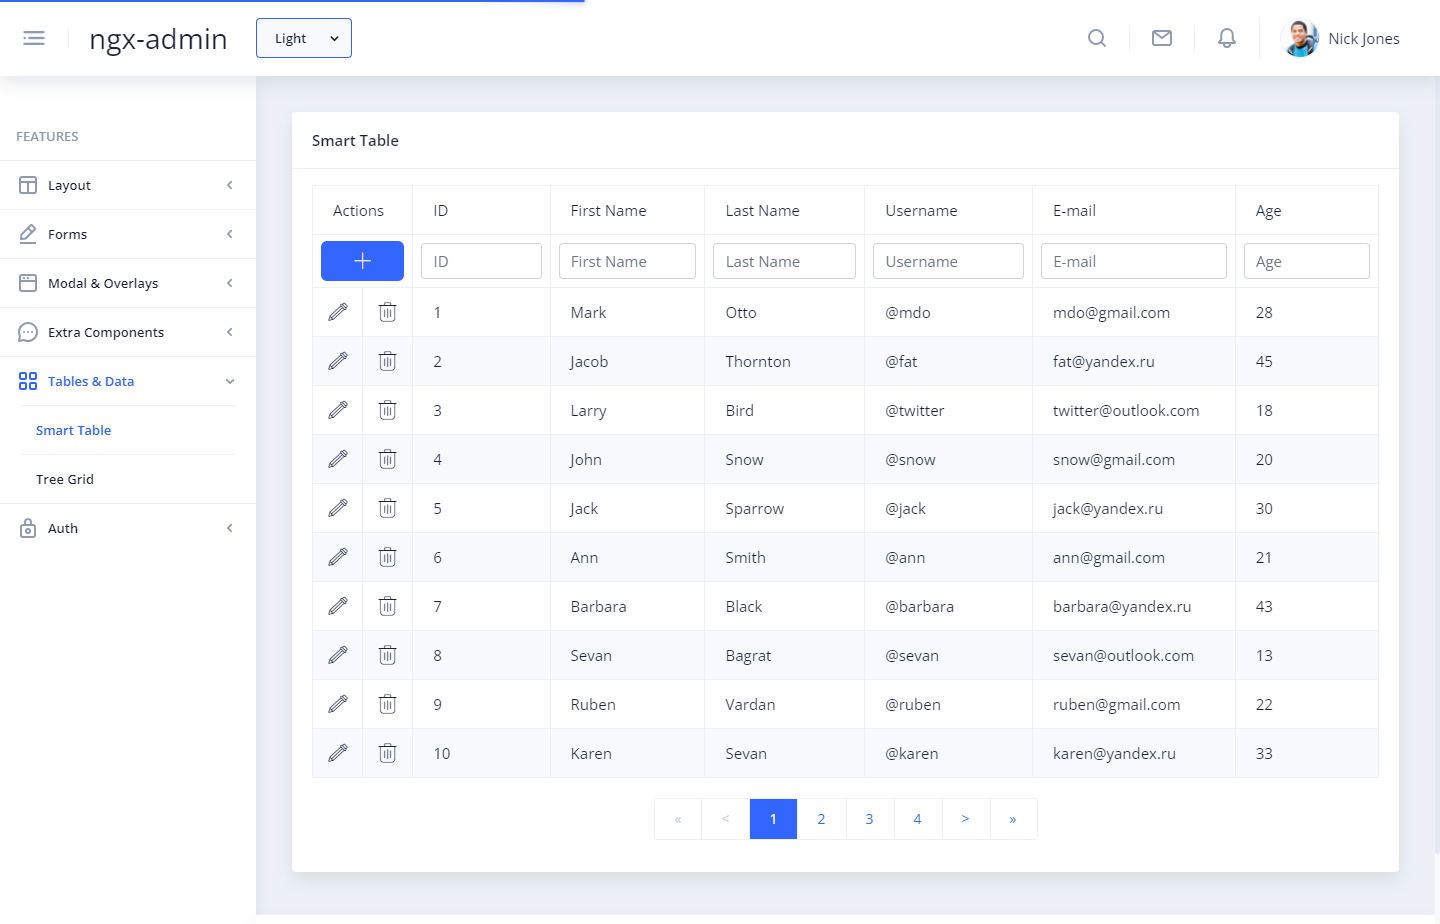 ngx-admin
Light
Nick Jones
FEATURES
Layout
Forms
Modal & Overlays
Extra Components
Tables & Data
Smart Table
Tree Grid
Auth
Smart Table
Actions ID First Name Last Name Username E-mail Age
ID First Name Last Name Username E-mail Age
1 Mark Otto @mdo mdo@gmail.com 28
2 Jacob Thornton @fat fat@yandex.ru 45
3 Larry Bird @twitter twitter@outlook.com 18
4 John Snow @snow snow@gmail.com 20
5 Jack Sparrow @jack jack@yandex.ru 30
6 Ann Smith @ann ann@gmail.com 21
7 Barbara Black @barbara barbara@yandex.ru 43
8 Sevan Bagrat @sevan sevan@outlook.com 13
9 Ruben Vardan @ruben ruben@gmail.com 22
10 Karen Sevan @karen karen@yandex.ru 33
« < 1 2 3 4 > »